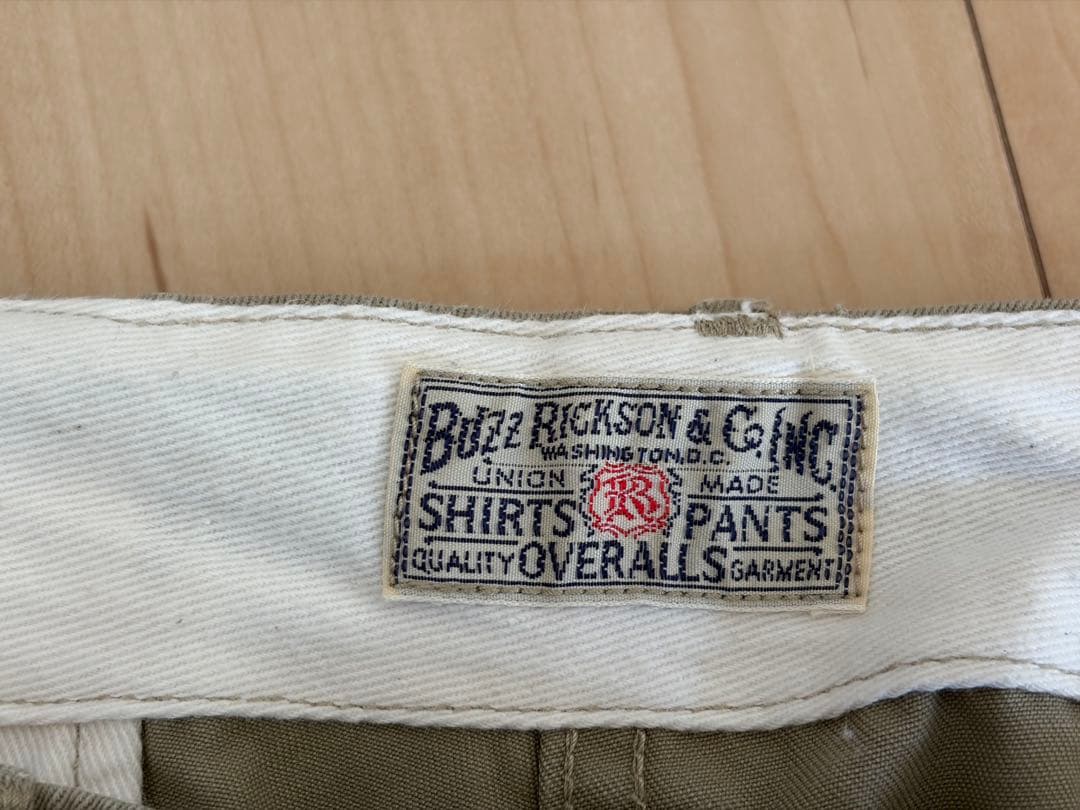 BUZZ RICKSON & Co. INC.
WASHINGTON, D.C.
UNION MADE
SHIRTS R PANTS
QUALITY OVERALLS GARMENT